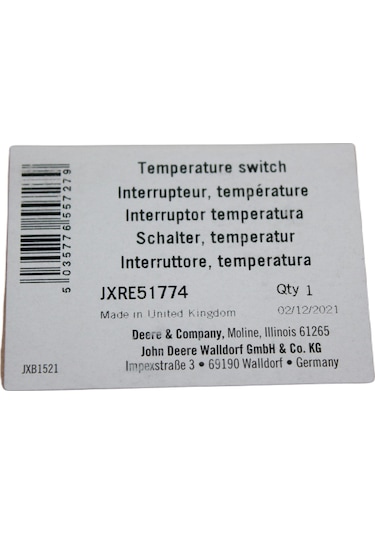 Temperature switch
Interrupteur, température
Interruptor temperatura
Schalter, temperatur
Interruttore, temperatura
JXRE51774 Qty 1
Made in United Kingdom 02/12/2021
Deere & Company, Moline, Illinois 61265
John Deere Walldorf GmbH & Co. KG
Impexstraße 3 • 69190 Walldorf • Germany
JXB1521
5 035776 557279